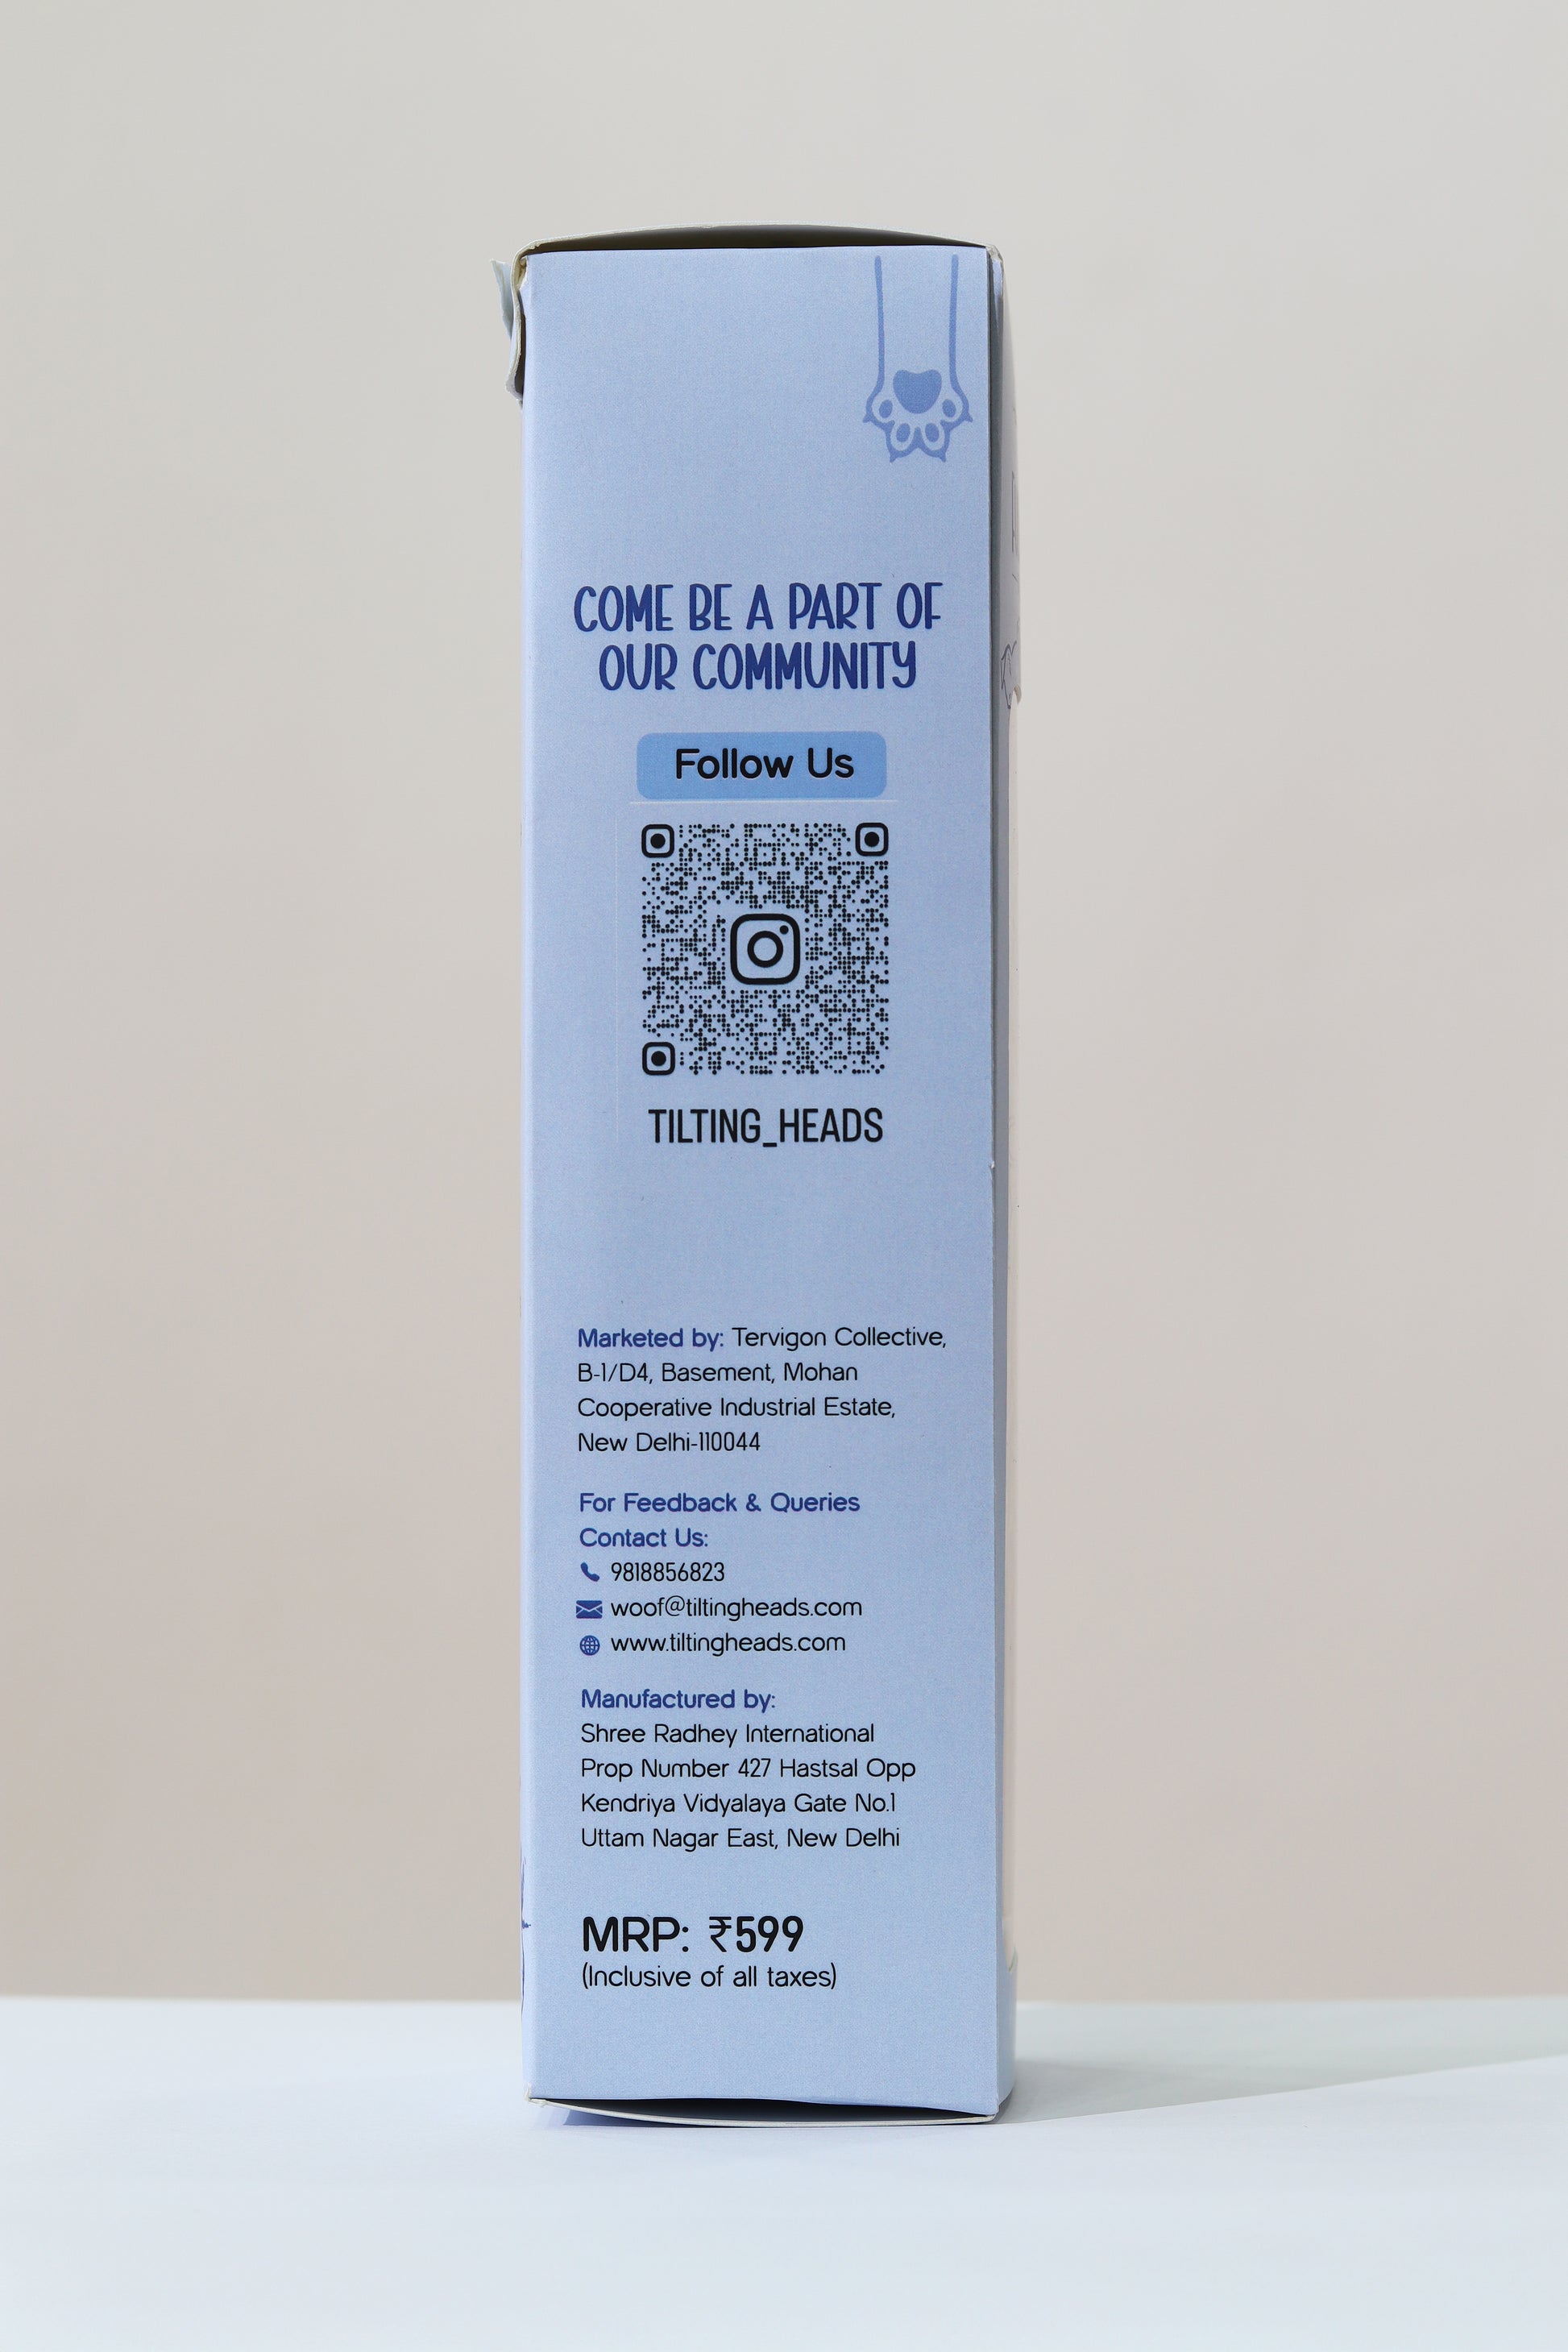 COME BE A PART OF
OUR COMMUNITY
Follow Us
TILTING_HEADS
Marketed by: Tervigon Collective,
B-1/D4, Basement, Mohan
Cooperative Industrial Estate,
New Delhi-110044
For Feedback & Queries
Contact Us:
9818856823
woof@tiltingheads.com
www.tiltingheads.com
Manufactured by:
Shree Radhey International
Prop Number 427 Hastsal Opp
Kendriya Vidyalaya Gate No.1
Uttam Nagar East, New Delhi
MRP: ₹599
(Inclusive of all taxes)